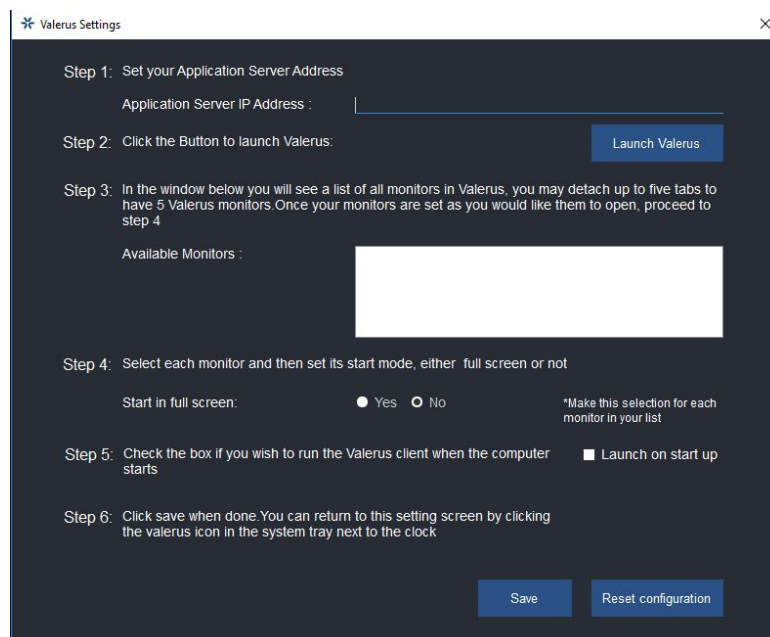 Valerus Settings
Step 1: Set your Application Server Address
Application Server IP Address :
Step 2: Click the Button to launch Valerus:
Launch Valerus
Step 3: In the window below you will see a list of all monitors in Valerus, you may detach up to five tabs to
have 5 Valerus monitors.Once your monitors are set as you would like them to open, proceed to
step 4
Available Monitors :
Step 4: Select each monitor and then set its start mode, either full screen or not
Start in full screen:
Yes
No
*Make this selection for each
monitor in your list
Step 5: Check the box if you wish to run the Valerus client when the computer
starts
Launch on start up
Step 6: Click save when done.You can return to this setting screen by clicking
the valerus icon in the system tray next to the clock
Save
Reset configuration